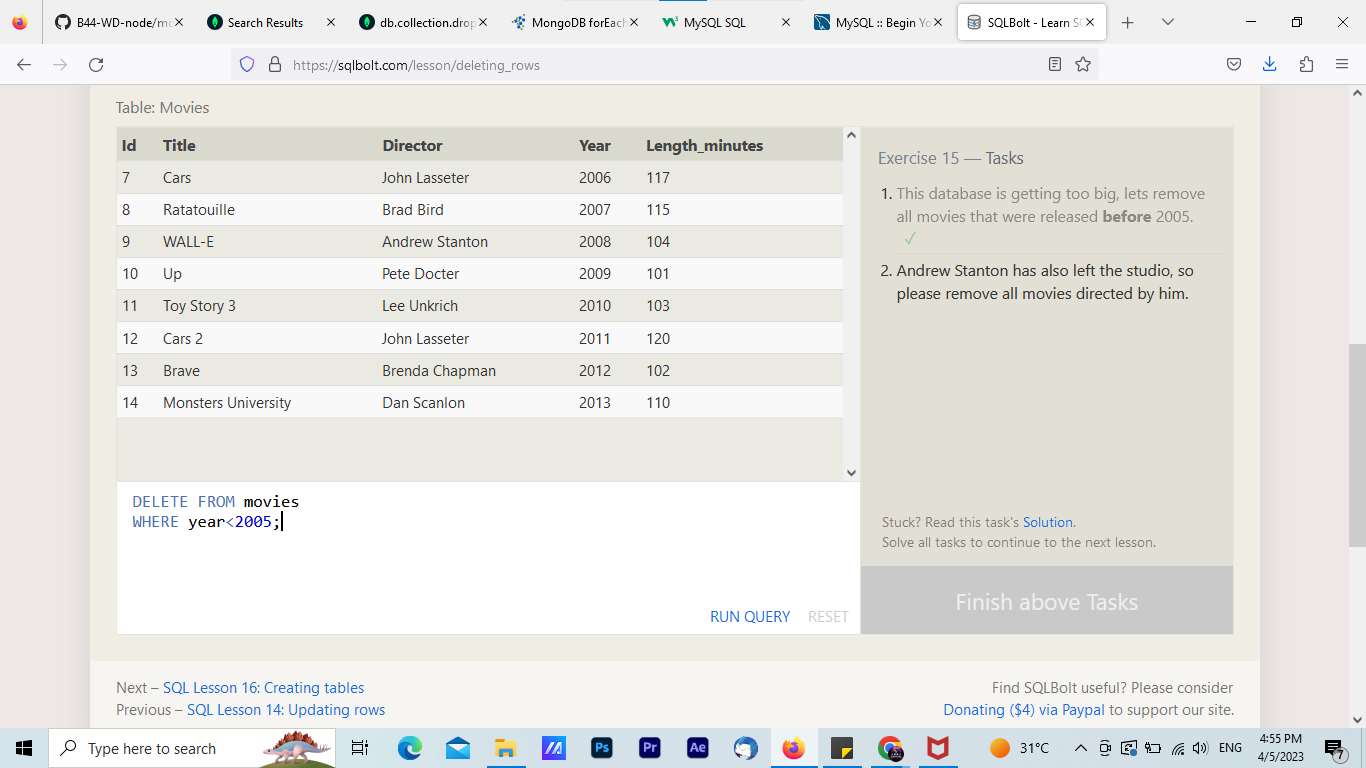 B44-WD-node/mo
Search Results
db.collection.drop
MongoDB forEach
MySQL SQL
MySQL :: Begin Yo
SQLBolt - Learn SQ
https://sqlbolt.com/lesson/deleting_rows
Table: Movies
Id Title Director Year Length_minutes
7 Cars John Lasseter 2006 117
8 Ratatouille Brad Bird 2007 115
9 WALL-E Andrew Stanton 2008 104
10 Up Pete Docter 2009 101
11 Toy Story 3 Lee Unkrich 2010 103
12 Cars 2 John Lasseter 2011 120
13 Brave Brenda Chapman 2012 102
14 Monsters University Dan Scanlon 2013 110
DELETE FROM movies
WHERE year<2005;
RUN QUERY RESET
Exercise 15 — Tasks
1. This database is getting too big, lets remove
all movies that were released before 2005.
✓
2. Andrew Stanton has also left the studio, so
please remove all movies directed by him.
Stuck? Read this task's Solution.
Solve all tasks to continue to the next lesson.
Finish above Tasks
Next – SQL Lesson 16: Creating tables
Previous – SQL Lesson 14: Updating rows
Find SQLBolt useful? Please consider
Donating ($4) via Paypal to support our site.
Type here to search
Ps
Pr
Ae
31°C
ENG
4:55 PM
4/5/2023
7